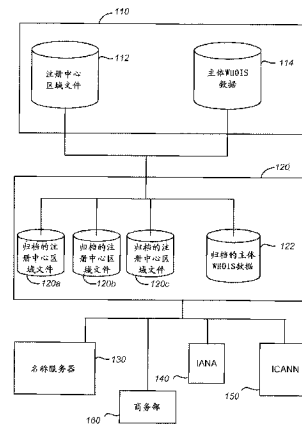 110
注册中心
区域文件
112
主体WHOIS
数据
114
120
归档的注
册中心区
域文件
归档的注
册中心区
域文件
归档的注
册中心区
域文件
归档的主体
WHOIS数据
122
120a
120b
120c
名称服务器
130
商务部
160
IANA
140
ICANN
150